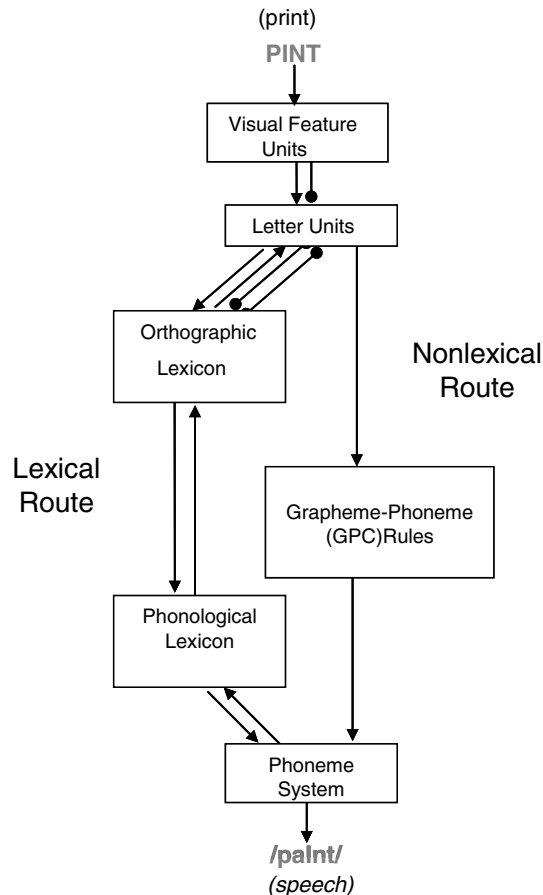 (print)
PINT
Visual Feature
Units
Letter Units
Orthographic
Lexicon
Nonlexical
Route
Lexical
Route
Grapheme-Phoneme
(GPC)Rules
Phonological
Lexicon
Phoneme
System
/paInt/
(speech)